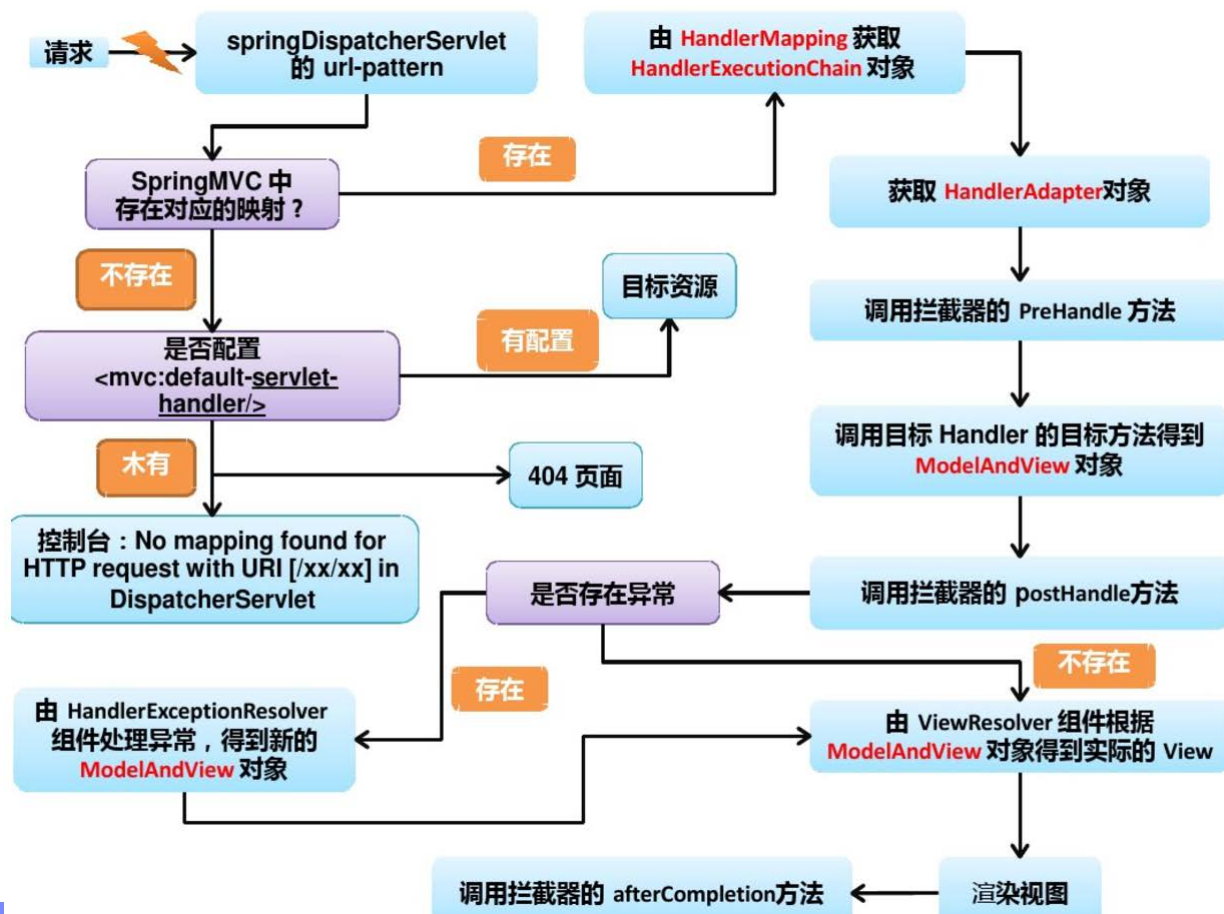 请求
springDispatcherServlet
的 url-pattern
由 HandlerMapping 获取
HandlerExecutionChain 对象
存在
SpringMVC 中
存在对应的映射？
获取 HandlerAdapter对象
不存在
目标资源
调用拦截器的 PreHandle 方法
有配置
是否配置
<mvc:default-servlet-
handler/>
调用目标 Handler 的目标方法得到
ModelAndView 对象
木有
404 页面
控制台：No mapping found for
HTTP request with URI [/xx/xx] in
DispatcherServlet
是否存在异常
调用拦截器的 postHandle方法
不存在
存在
由 HandlerExceptionResolver
组件处理异常，得到新的
ModelAndView 对象
由 ViewResolver 组件根据
ModelAndView 对象得到实际的 View
调用拦截器的 afterCompletion方法
渲染视图